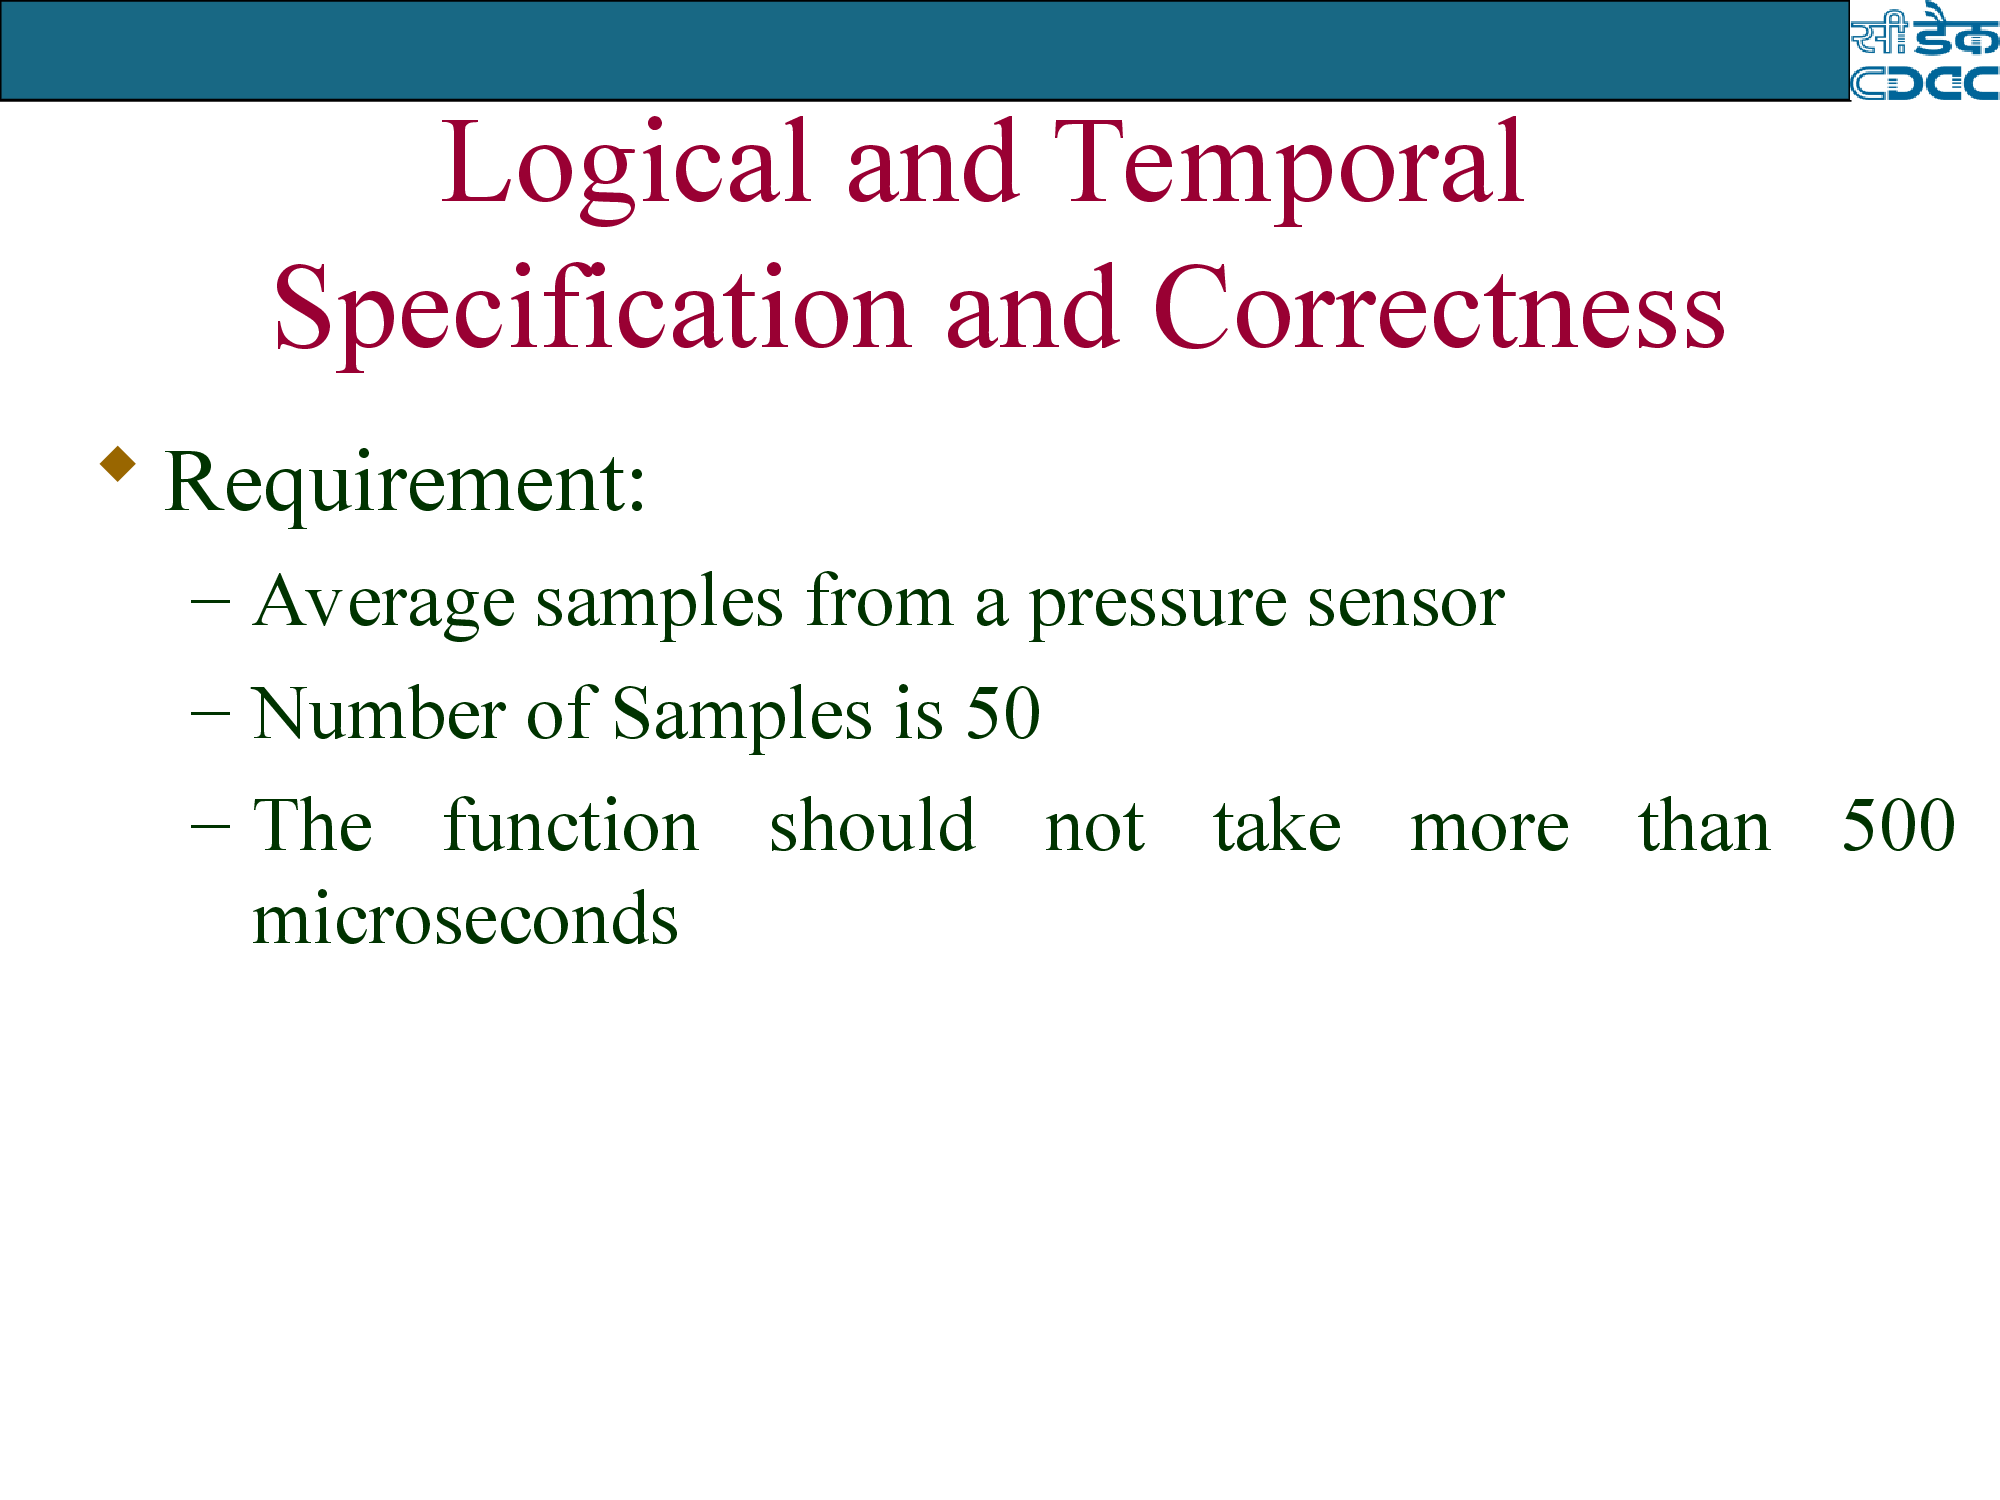 सी डैक
CDAC
Logical and Temporal
Specification and Correctness
Requirement:
– Average samples from a pressure sensor
– Number of Samples is 50
– The function should not take more than 500
microseconds